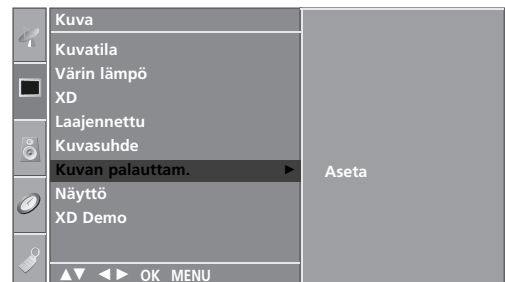 Kuva
Kuvatila
Värin lämpö
XD
Laajennettu
Kuvasuhde
Kuvan palauttam. ►
Aseta
Näyttö
XD Demo
▲▼ ◄► OK MENU